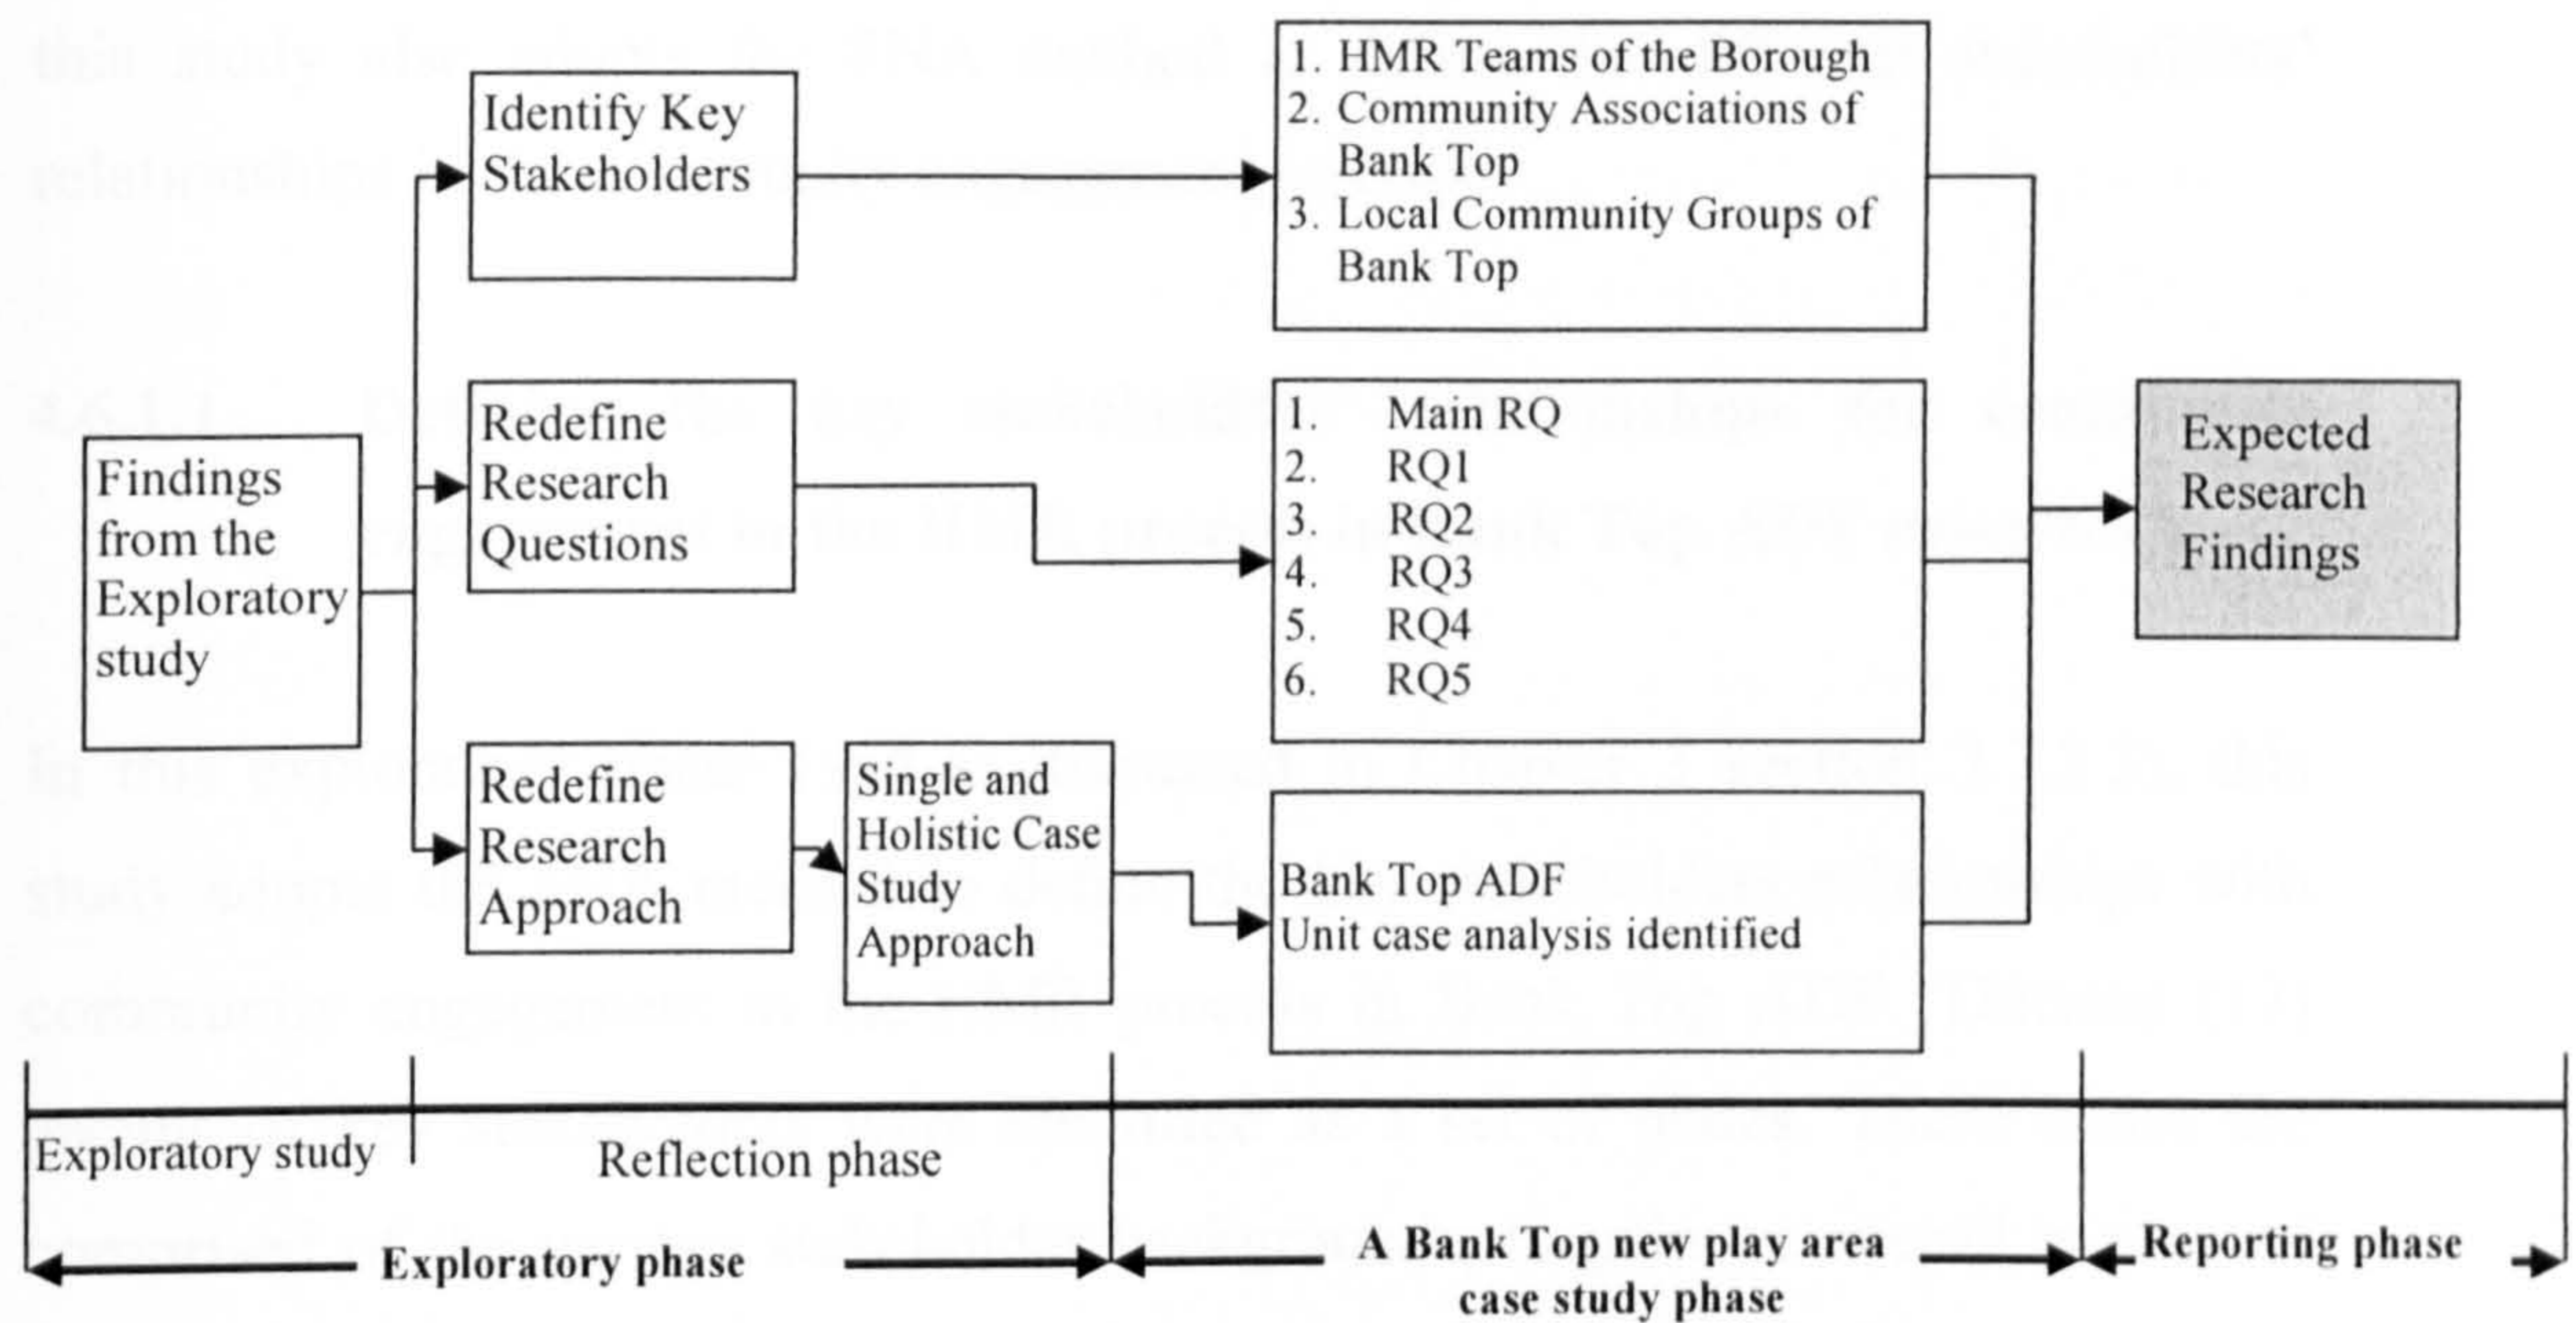 Identify Key
Stakeholders
1. HMR Teams of the Borough
2. Community Associations of
Bank Top
3. Local Community Groups of
Bank Top
Findings
from the
Exploratory
study
Redefine
Research
Questions
1. Main RQ
2. RQ1
3. RQ2
4. RQ3
5. RQ4
6. RQ5
Expected
Research
Findings
Redefine
Research
Approach
Single and
Holistic Case
Study
Approach
Bank Top ADF
Unit case analysis identified
Exploratory study
Reflection phase
Exploratory phase
A Bank Top new play area
case study phase
Reporting phase